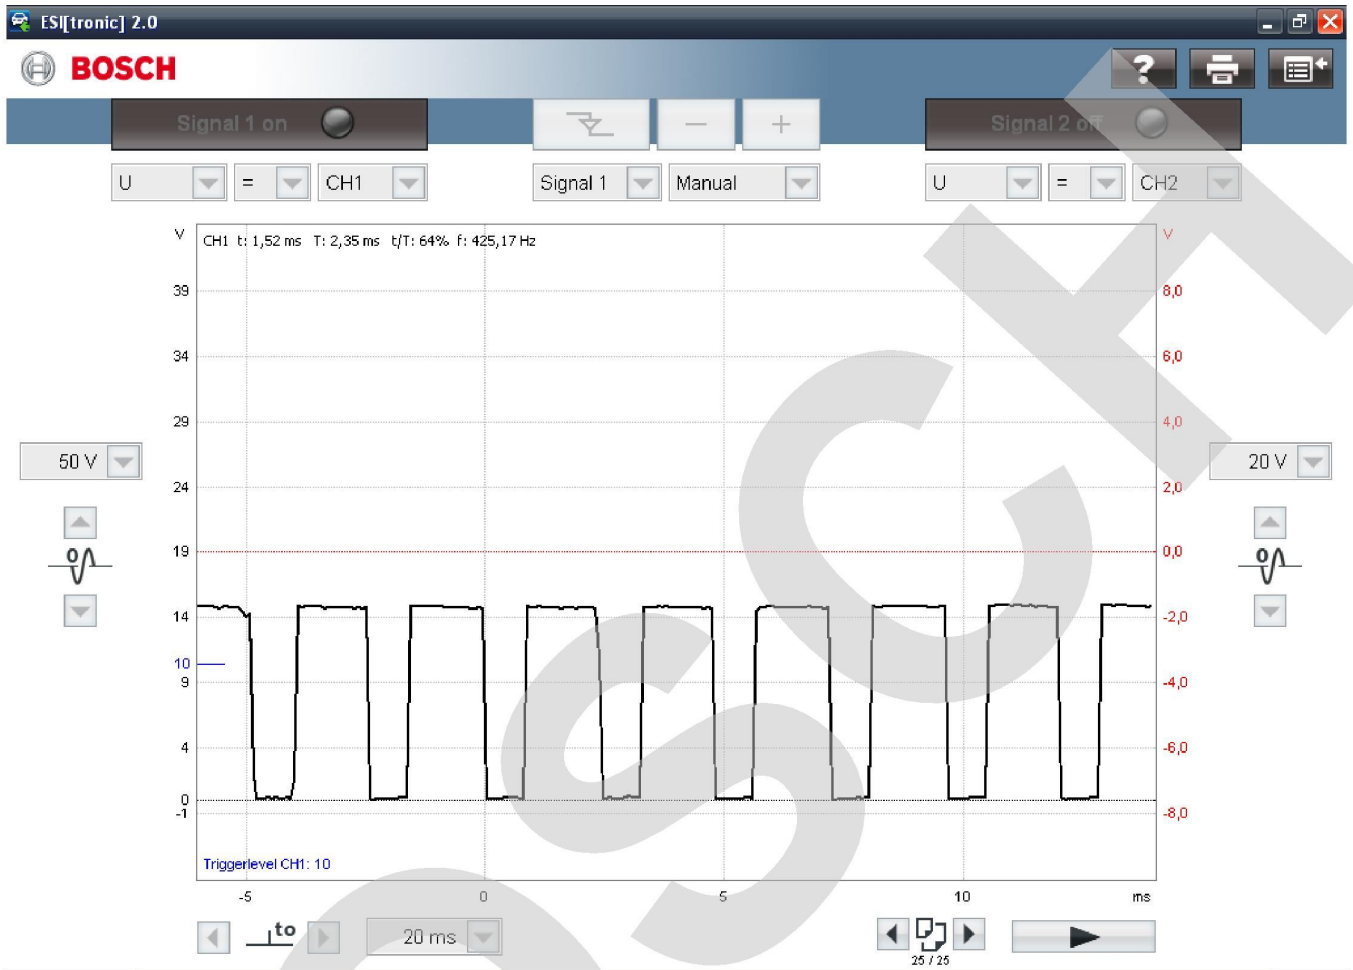 ESI[tronic] 2.0
BOSCH
?
Signal 1 on
− +
Signal 2 off
U = CH1
Signal 1 Manual
U = CH2
V
CH1 t: 1,52 ms T: 2,35 ms t/T: 64% f: 425,17 Hz
V
39 8,0
34 6,0
29 4,0
50 V
20 V
24 2,0
19 0,0
14 -2,0
10
9 -4,0
4 -6,0
0
-1 -8,0
Triggerlevel CH1: 10
-5 0 5 10 ms
to
20 ms
25 / 25
BOSCH